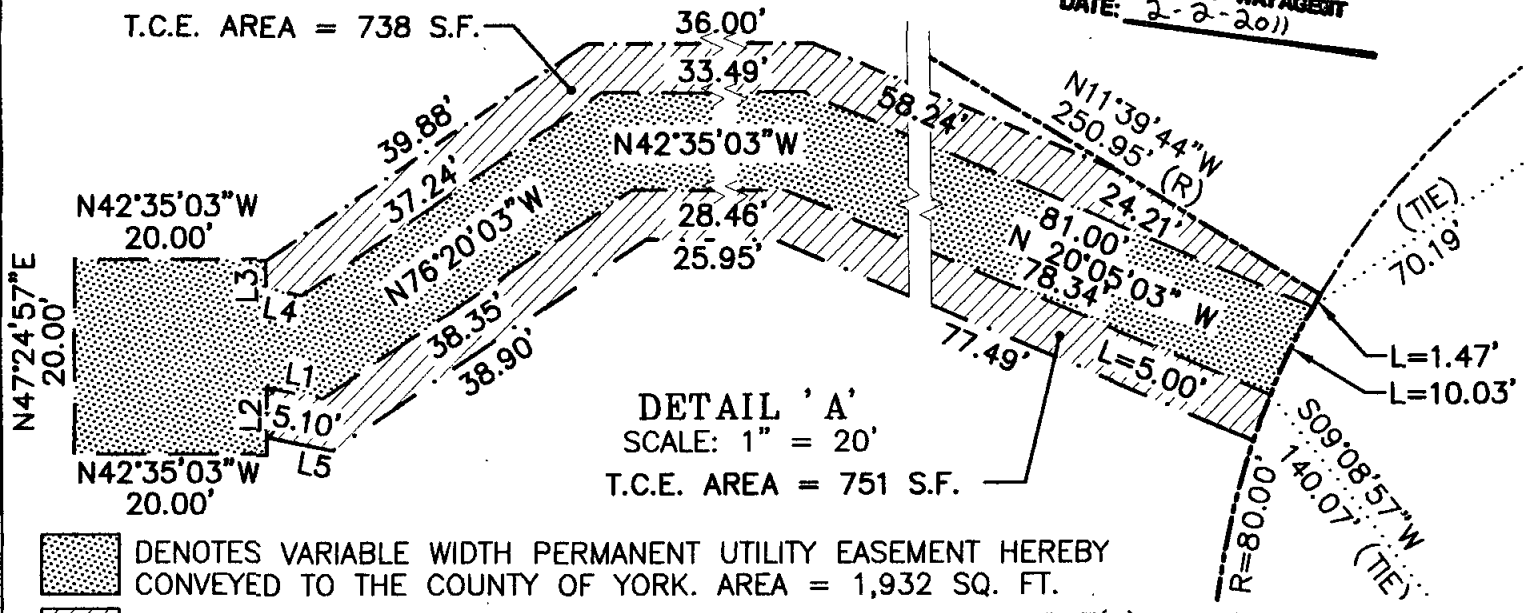 T.C.E. AREA = 738 S.F.
36.00'
DATE: 2-2-2011
33.49'
N11°39'44"W
250.95' (R)
58.24'
39.88'
N42°35'03"W
37.24'
N42°35'03"W
20.00'
24.21'
(TIE)
70.19'
28.46'
25.95'
81.00'
N 20°05'03" W
78.34'
N76°20'03"W
L3
L4
N47°24'57"E
20.00'
38.35'
38.90'
77.49'
L=5.00'
L=1.47'
L=10.03'
L1
L2
5.10'
L5
DETAIL 'A'
SCALE: 1" = 20'
T.C.E. AREA = 751 S.F.
N42°35'03"W
20.00'
S09°08'57"W
140.07' (TIE)
R=80.00'
DENOTES VARIABLE WIDTH PERMANENT UTILITY EASEMENT HEREBY
CONVEYED TO THE COUNTY OF YORK. AREA = 1,932 SQ. FT.